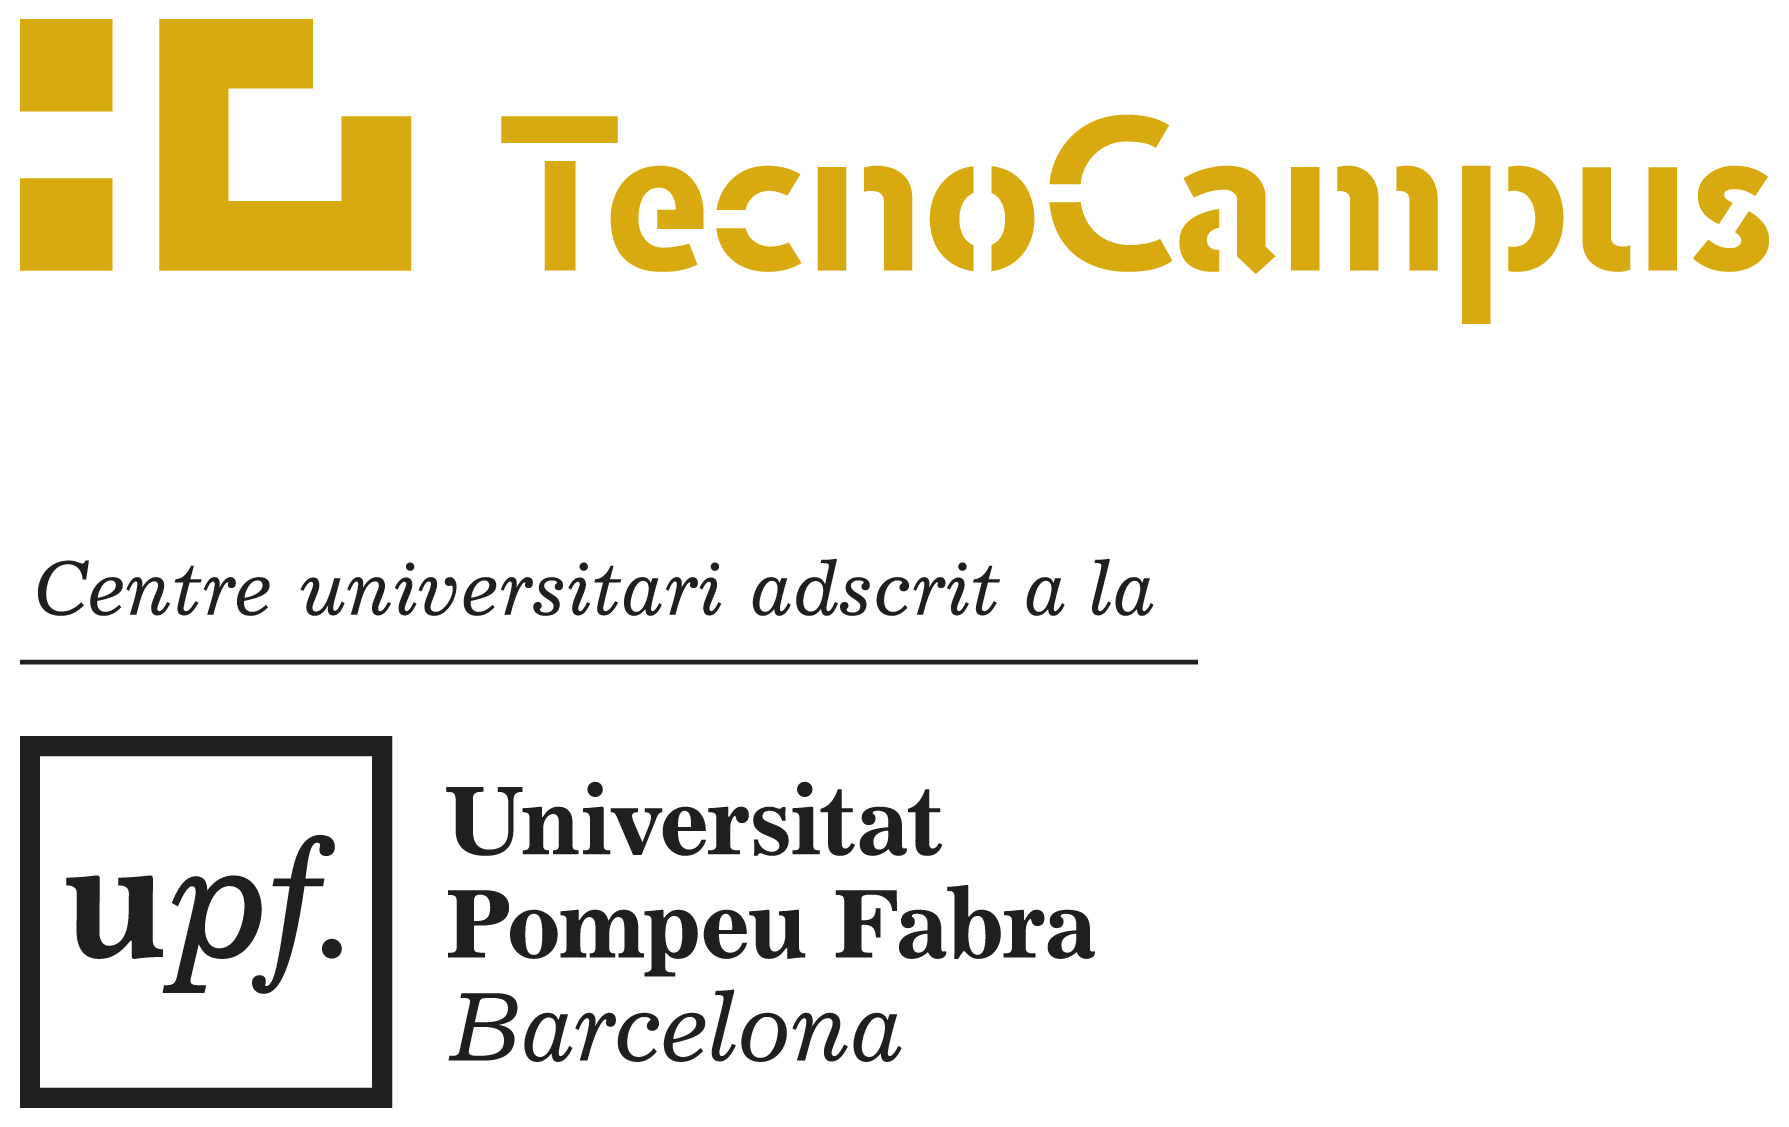 TecnoCampus
Centre universitari adscrit a la
upf.
Universitat
Pompeu Fabra
Barcelona